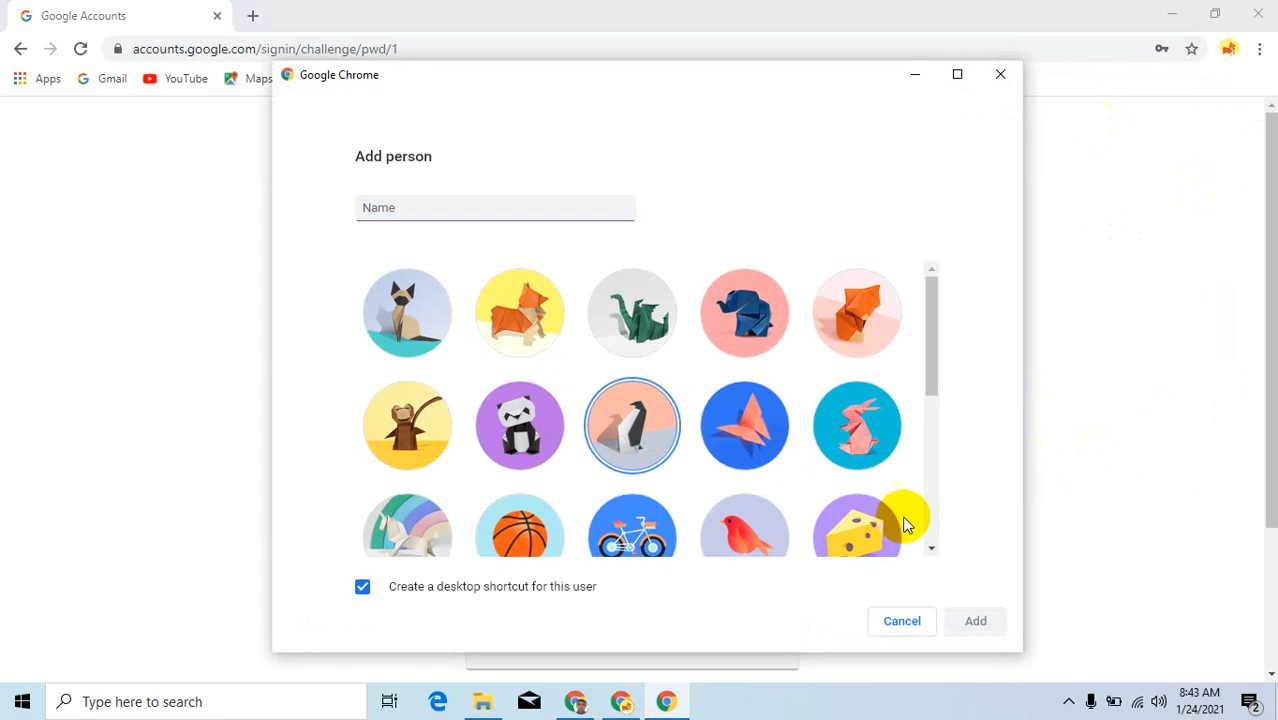 Google Accounts
accounts.google.com/signin/challenge/pwd/1
Apps Gmail YouTube Maps
Google Chrome
Add person
Name
Create a desktop shortcut for this user
Cancel Add
Type here to search
8:43 AM
1/24/2021
2